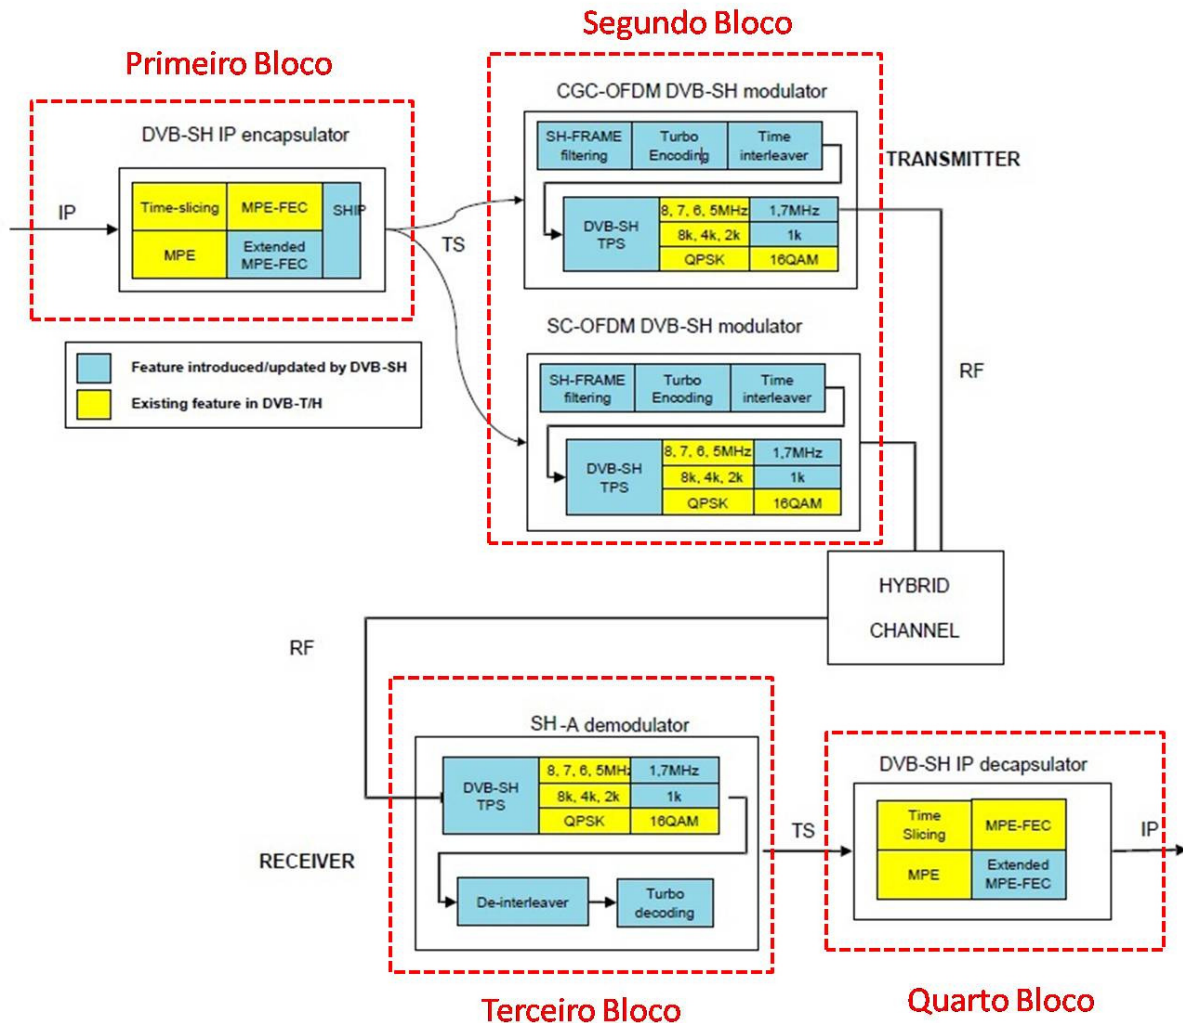 Segundo Bloco
Primeiro Bloco
CGC-OFDM DVB-SH modulator
DVB-SH IP encapsulator
SH-FRAME
filtering
Turbo
Encoding
Time
interleaver
TRANSMITTER
IP
Time-slicing
MPE-FEC
SHIP
MPE
Extended
MPE-FEC
TS
DVB-SH
TPS
8, 7, 6, 5MHz
1,7MHz
8k, 4k, 2k
1k
QPSK
16QAM
SC-OFDM DVB-SH modulator
Feature introduced/updated by DVB-SH
Existing feature in DVB-T/H
SH-FRAME
filtering
Turbo
Encoding
Time
interleaver
RF
DVB-SH
TPS
8, 7, 6, 5MHz
1,7MHz
8k, 4k, 2k
1k
QPSK
16QAM
HYBRID
CHANNEL
RF
SH-A demodulator
DVB-SH IP decapsulator
DVB-SH
TPS
8, 7, 6, 5MHz
1,7MHz
8k, 4k, 2k
1k
QPSK
16QAM
RECEIVER
De-interleaver
Turbo
decoding
TS
Time
Slicing
MPE-FEC
MPE
Extended
MPE-FEC
IP
Terceiro Bloco
Quarto Bloco